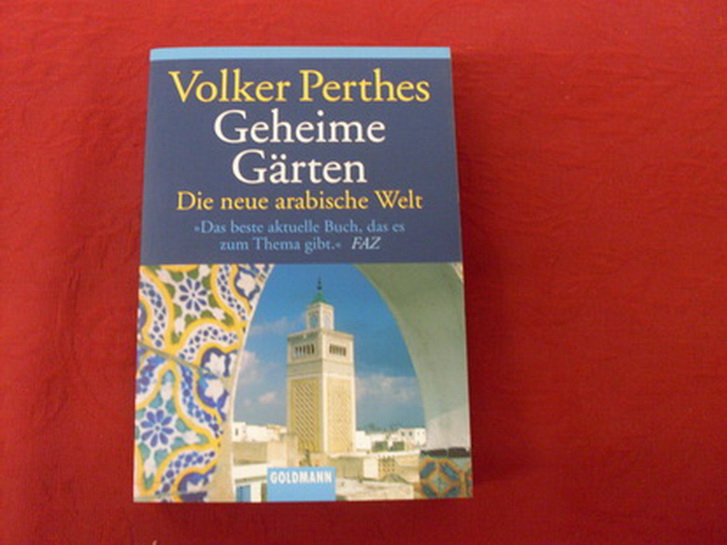 Volker Perthes
Geheime
Gärten
Die neue arabische Welt
»Das beste aktuelle Buch, das es
zum Thema gibt.« FAZ
GOLDMANN